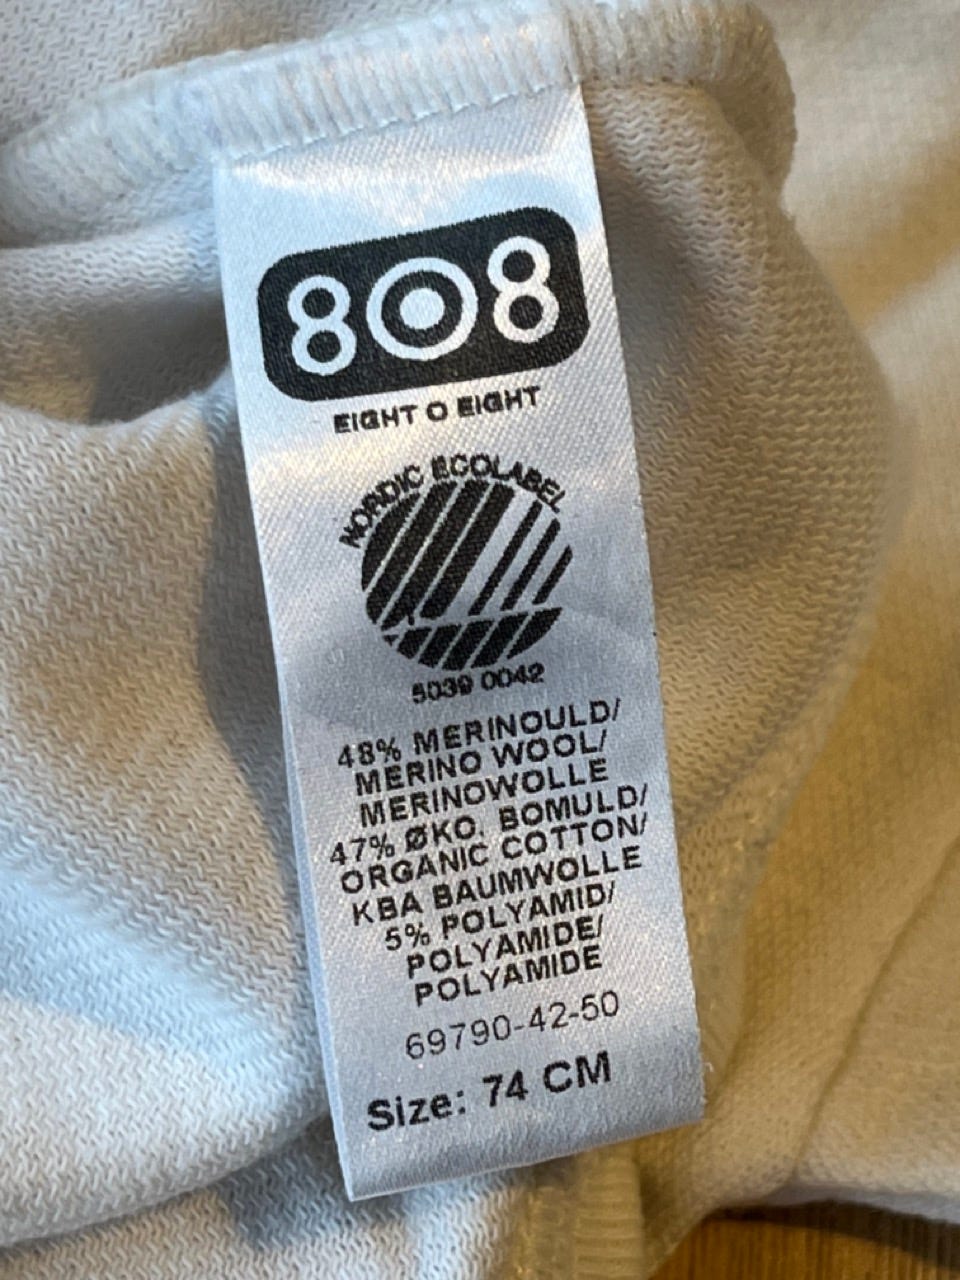 808
EIGHT O EIGHT
NORDIC ECOLABEL
5039 0042
48% MERINOULD/
MERINO WOOL/
MERINOWOLLE
47% ØKO. BOMULD/
ORGANIC COTTON/
KBA BAUMWOLLE
5% POLYAMID/
POLYAMIDE/
POLYAMIDE
69790-42-50
Size: 74 CM